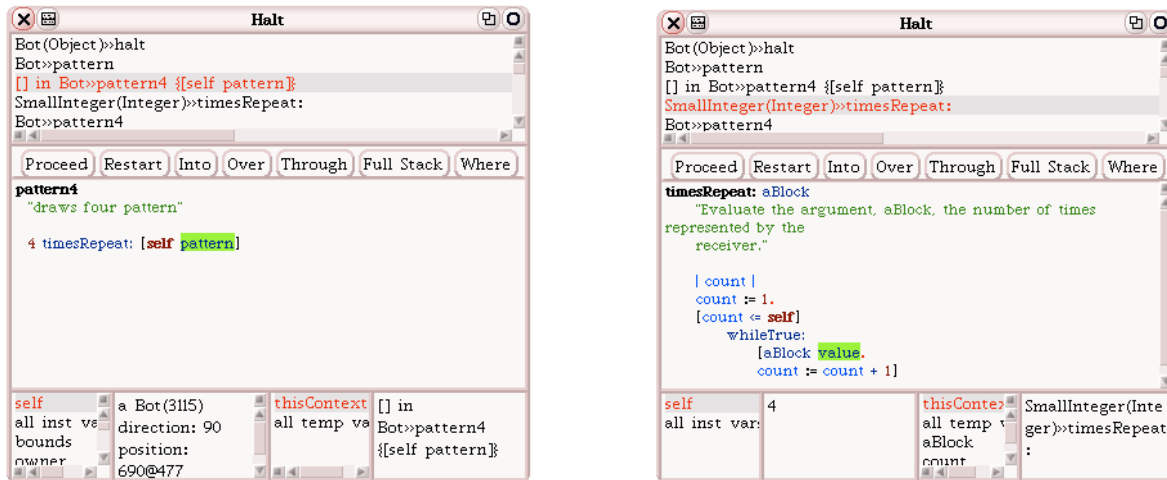 Halt
Bot(Object)»halt
Bot»pattern
[] in Bot»pattern4 {[self pattern]}
SmallInteger(Integer)»timesRepeat:
Bot»pattern4
Proceed Restart Into Over Through Full Stack Where
pattern4
"draws four pattern"
4 timesRepeat: [self pattern]
self
all inst va
bounds
owner
a Bot(3115)
direction: 90
position:
690@477
thisContext
all temp va
[] in
Bot»pattern4
{[self pattern]}
Halt
Bot(Object)»halt
Bot»pattern
[] in Bot»pattern4 {[self pattern]}
SmallInteger(Integer)»timesRepeat:
Bot»pattern4
Proceed Restart Into Over Through Full Stack Where
timesRepeat: aBlock
"Evaluate the argument, aBlock, the number of times
represented by the
receiver."
| count |
count := 1.
[count <= self]
whileTrue:
[aBlock value.
count := count + 1]
self
all inst vars
4
thisContex
all temp v
aBlock
count
SmallInteger(Inte
ger)»timesRepeat
: